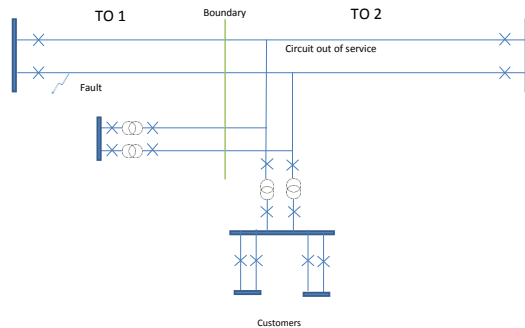 TO 1
Boundary
TO 2
Circuit out of service
Fault
Customers